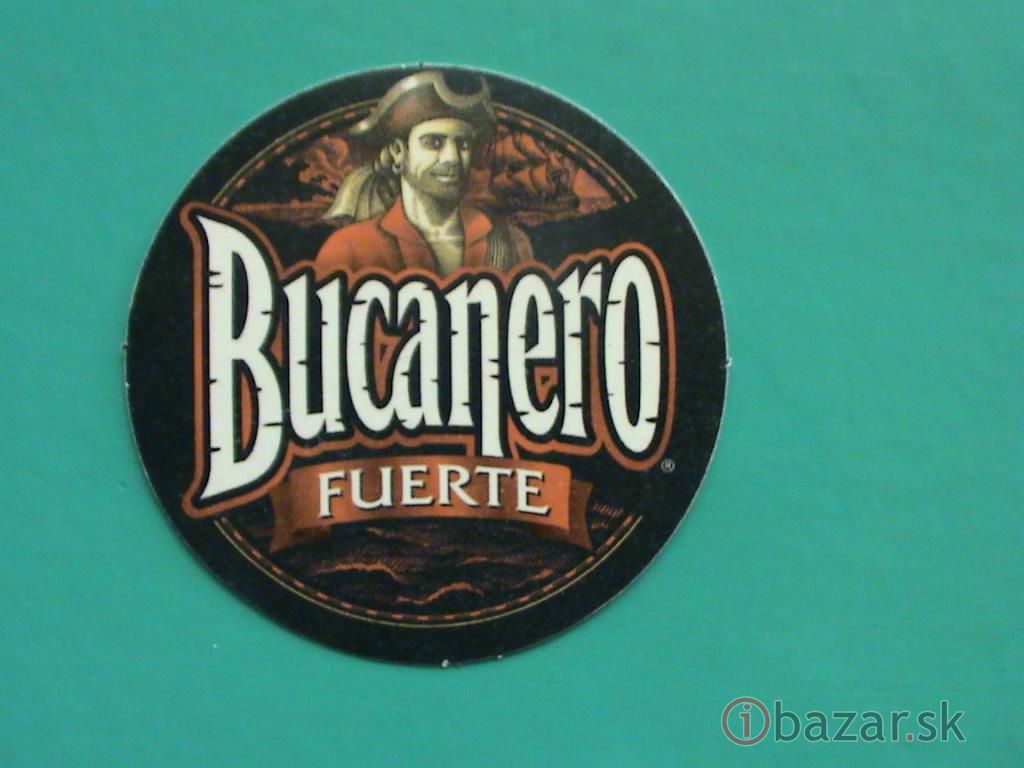 Bucanero
®
FUERTE
ibazar.sk